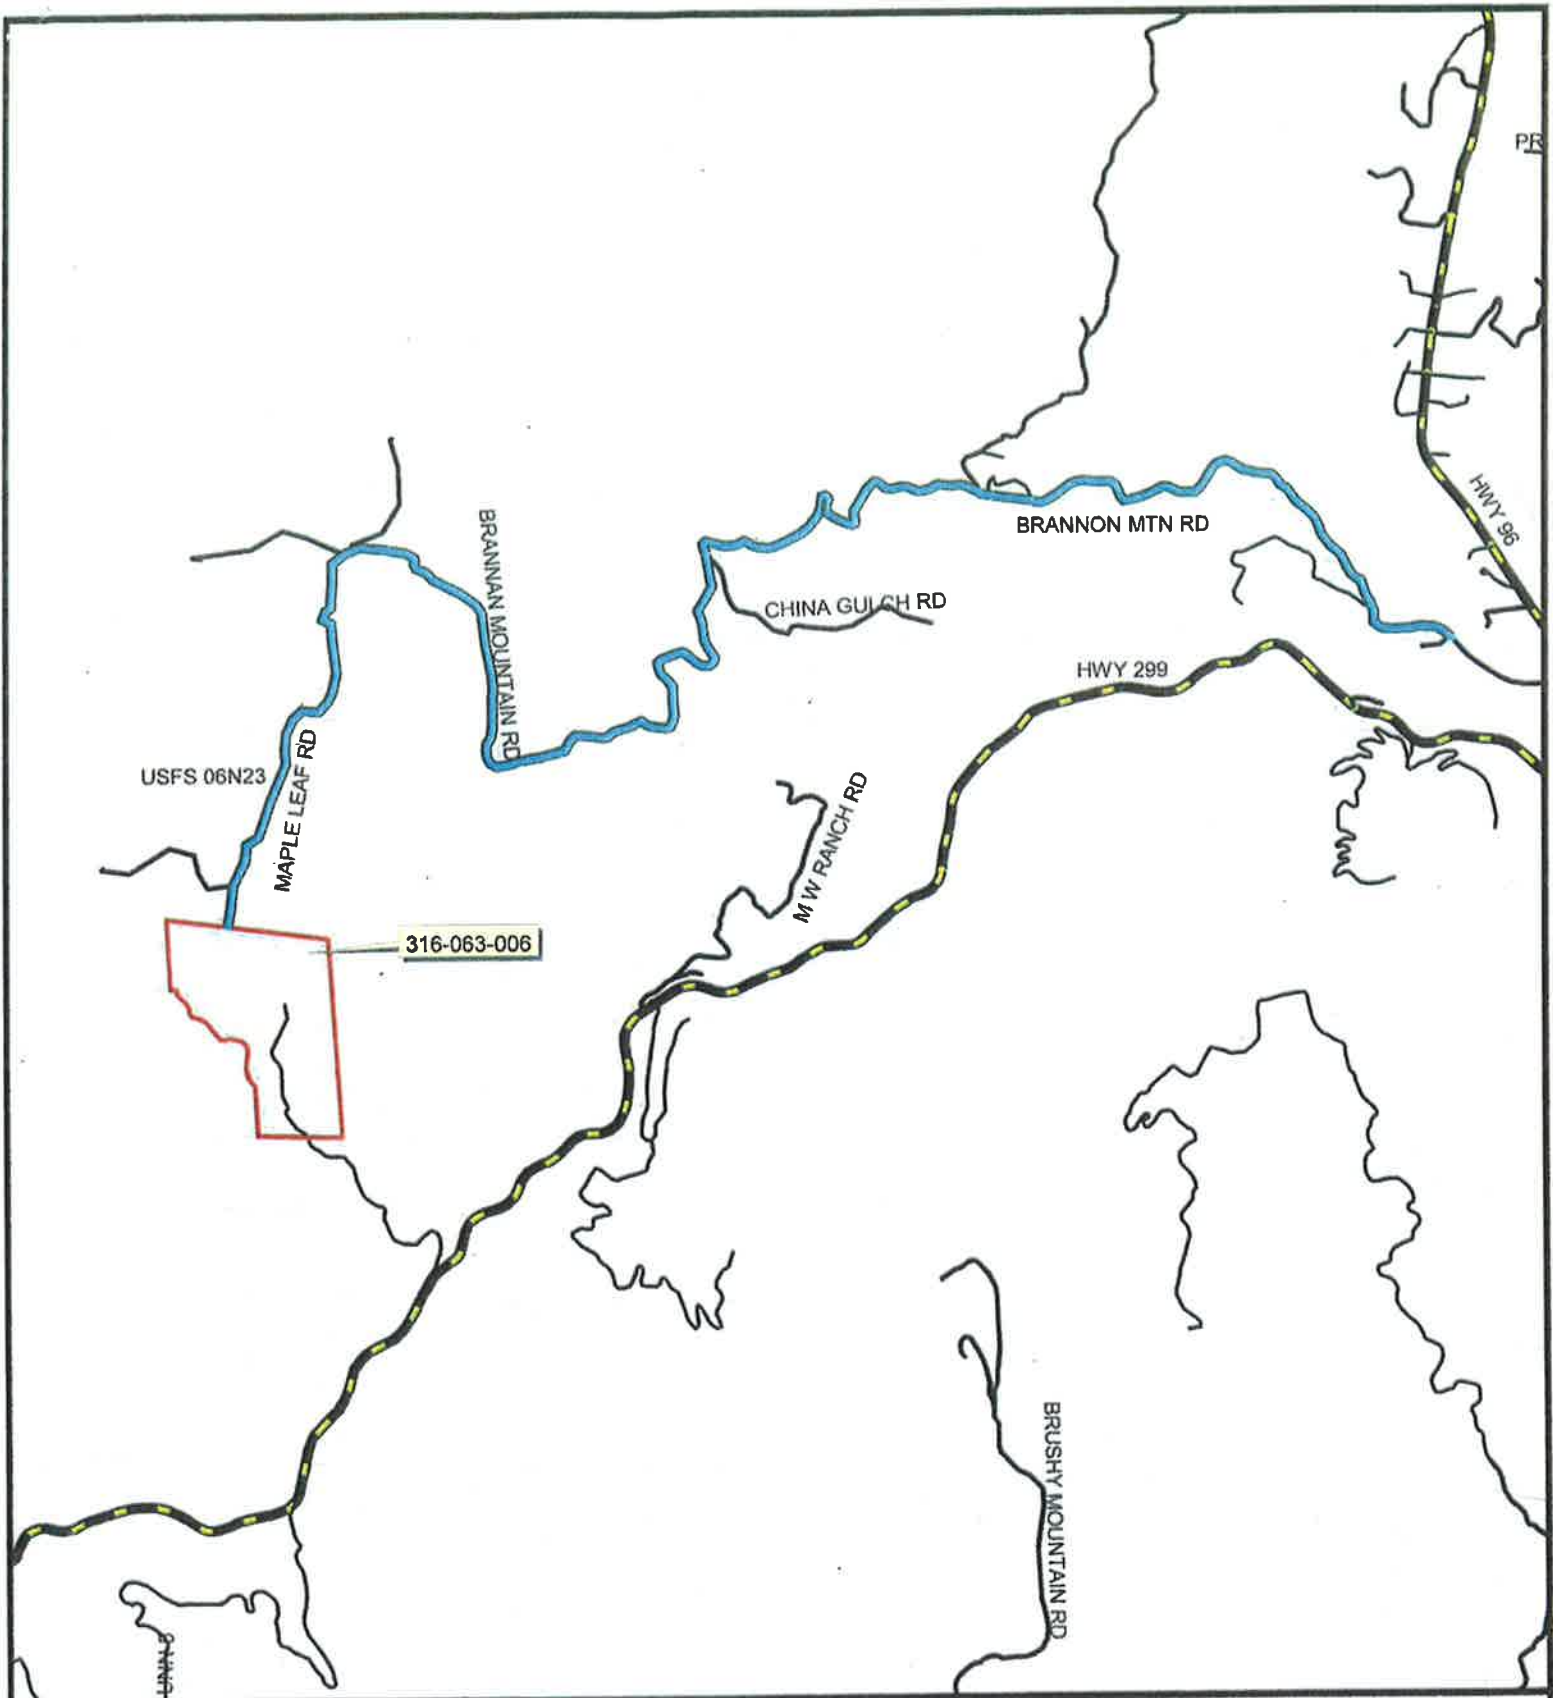 PR
HWY 96
BRANNON MTN RD
BRANNAN MOUNTAIN RD
CHINA GULCH RD
HWY 299
USFS 06N23
MAPLE LEAF RD
M W RANCH RD
316-063-006
BRUSHY MOUNTAIN RD